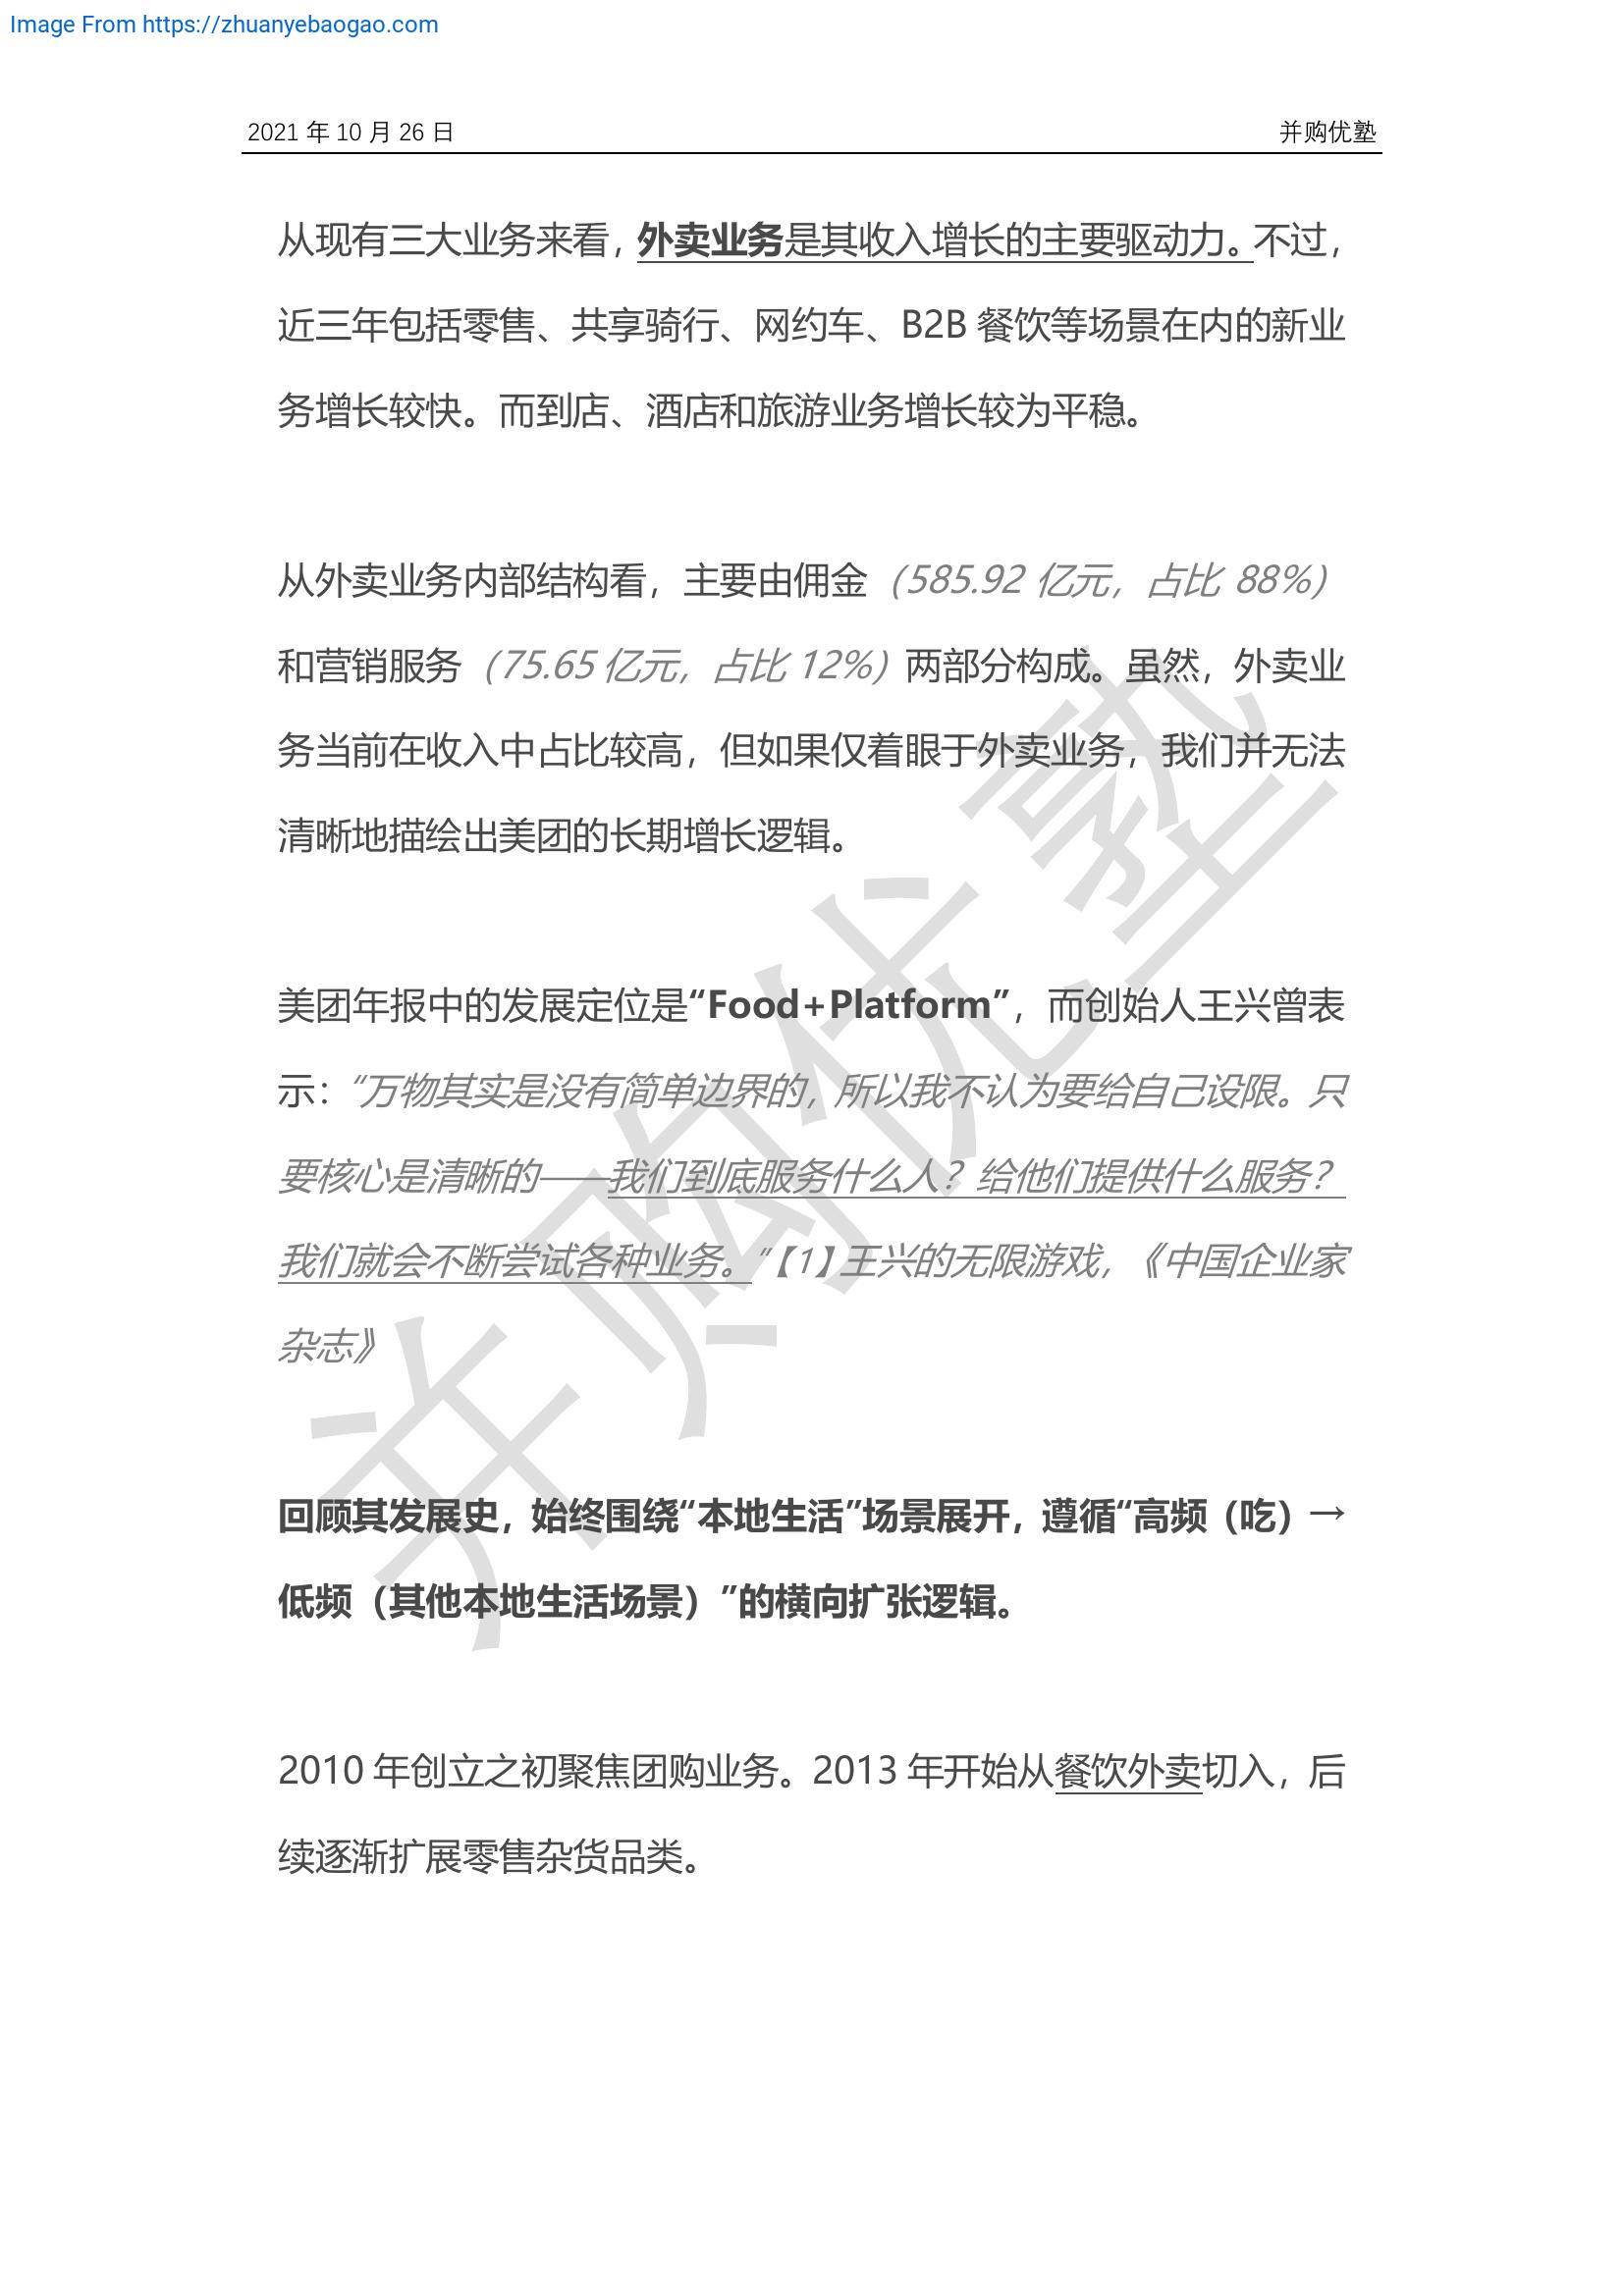 Image From https://zhuanyebaogao.com
2021 年 10 月 26 日 并购优塾
从现有三大业务来看，外卖业务是其收入增长的主要驱动力。不过，
近三年包括零售、共享骑行、网约车、B2B 餐饮等场景在内的新业
务增长较快。而到店、酒店和旅游业务增长较为平稳。
从外卖业务内部结构看，主要由佣金（585.92 亿元，占比 88%）
和营销服务（75.65 亿元，占比 12%）两部分构成。虽然，外卖业
务当前在收入中占比较高，但如果仅着眼于外卖业务，我们并无法
清晰地描绘出美团的长期增长逻辑。
美团年报中的发展定位是“Food+Platform”，而创始人王兴曾表
示：“万物其实是没有简单边界的，所以我不认为要给自己设限。只
要核心是清晰的——我们到底服务什么人？给他们提供什么服务？
我们就会不断尝试各种业务。”【1】王兴的无限游戏，《中国企业家
杂志》
回顾其发展史，始终围绕“本地生活”场景展开，遵循“高频（吃）→
低频（其他本地生活场景）”的横向扩张逻辑。
2010 年创立之初聚焦团购业务。2013 年开始从餐饮外卖切入，后
续逐渐扩展零售杂货品类。
并购优塾